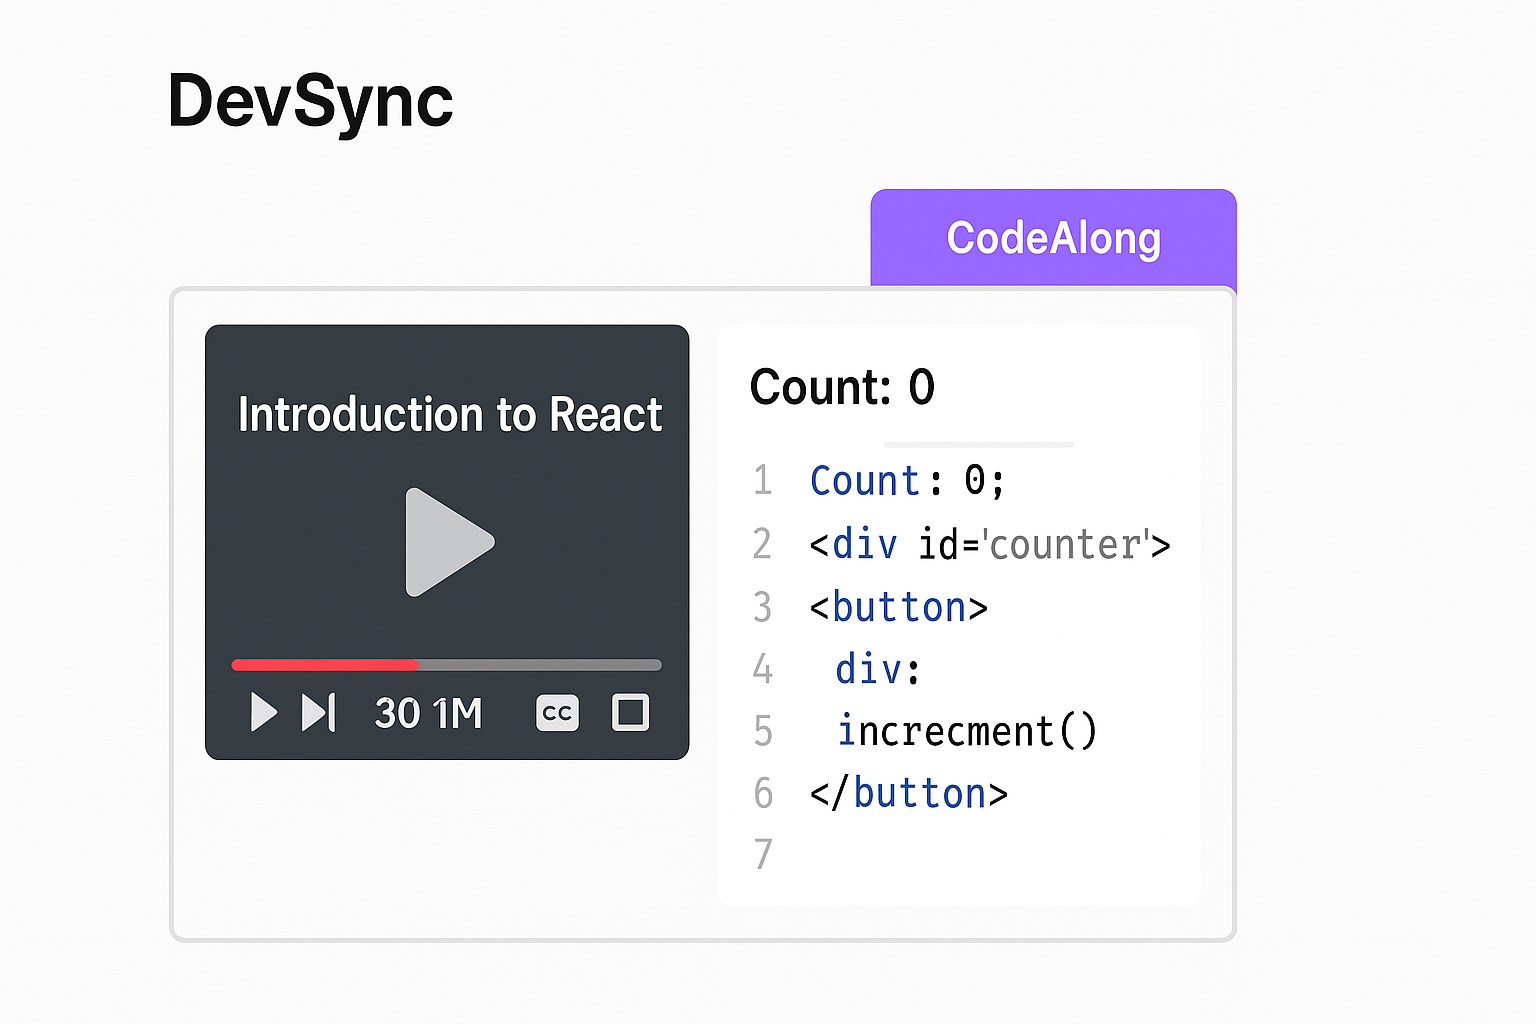 DevSync
CodeAlong
Introduction to React
30 1M
CC
Count: 0
1 Count: 0;
2 <div id='counter'>
3 <button>
4 div:
5 increcment()
6 </button>
7